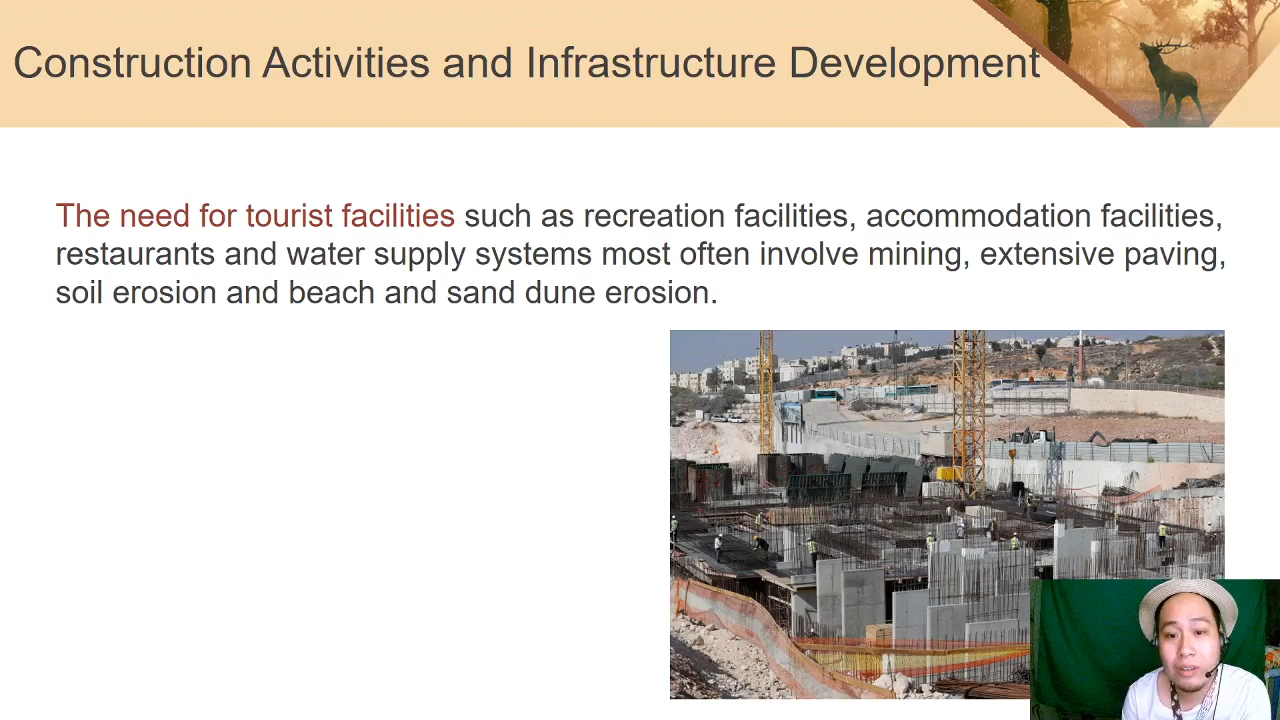 Construction Activities and Infrastructure Development
The need for tourist facilities such as recreation facilities, accommodation facilities,
restaurants and water supply systems most often involve mining, extensive paving,
soil erosion and beach and sand dune erosion.